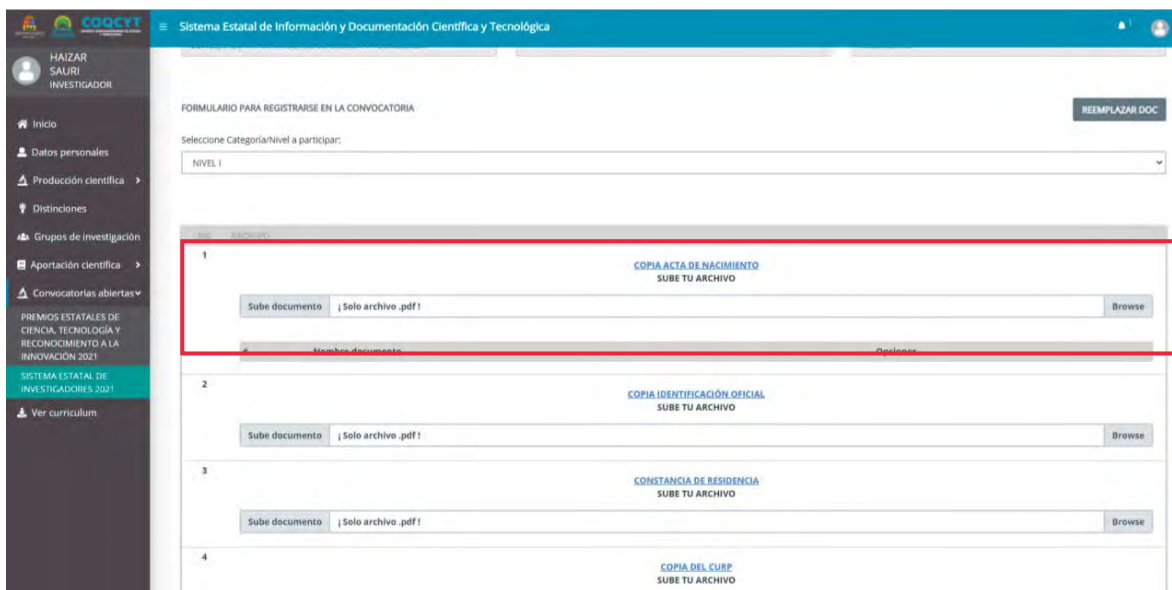 COQCYT
Sistema Estatal de Información y Documentación Científica y Tecnológica
HAIZAR
SAURI
INVESTIGADOR
Inicio
Datos personales
Producción científica
Distinciones
Grupos de investigación
Aportación científica
Convocatorias abiertas
PREMIOS ESTATALES DE
CIENCIA, TECNOLOGÍA Y
RECONOCIMIENTO A LA
INNOVACIÓN 2021
SISTEMA ESTATAL DE
INVESTIGADORES 2021
Ver curriculum
FORMULARIO PARA REGISTRARSE EN LA CONVOCATORIA
REEMPLAZAR DOC
Seleccione Categoría/Nivel a participar:
NIVEL I
No. ARCHIVO
1
COPIA ACTA DE NACIMIENTO
SUBE TU ARCHIVO
Sube documento ¡ Solo archivo .pdf ! Browse
# Nombre documento Opciones
2
COPIA IDENTIFICACIÓN OFICIAL
SUBE TU ARCHIVO
Sube documento ¡ Solo archivo .pdf ! Browse
3
CONSTANCIA DE RESIDENCIA
SUBE TU ARCHIVO
Sube documento ¡ Solo archivo .pdf ! Browse
4
COPIA DEL CURP
SUBE TU ARCHIVO